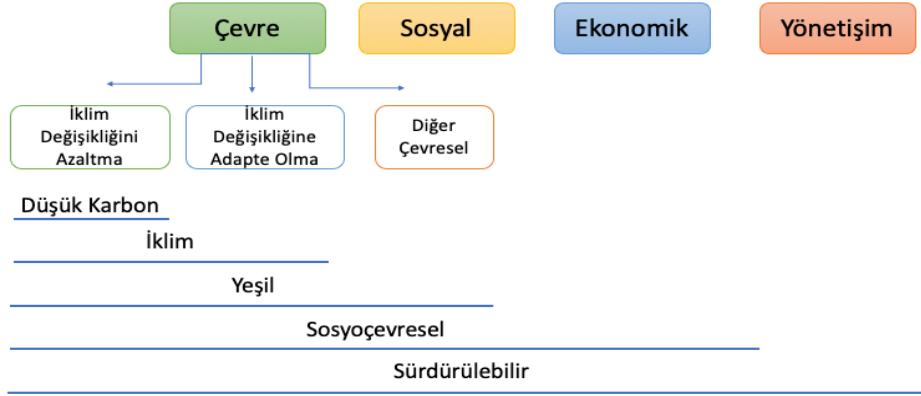 Çevre
Sosyal
Ekonomik
Yönetişim
İklim
Değişikliğini
Azaltma
İklim
Değişikliğine
Adapte Olma
Diğer
Çevresel
Düşük Karbon
İklim
Yeşil
Sosyoçevresel
Sürdürülebilir